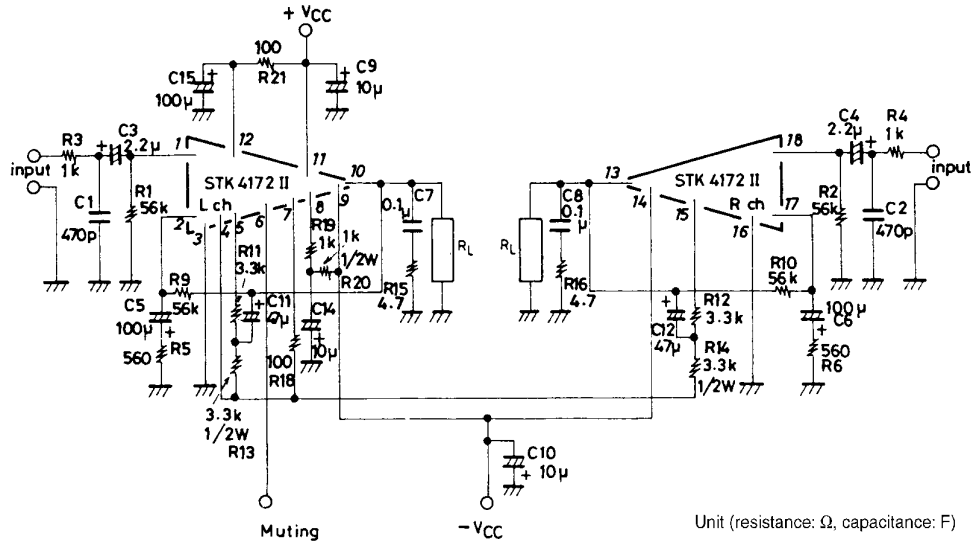 + VCC
100
R21
C15 +
100µ
+ C9
10µ
C3
+
2.2µ
R3
1k
input
C1
470p
R1
56k
1
12
11
10
STK 4172 II
L ch
2
3
4
5
6
7
8
9
R11
3.3k
R19
1k
1k
1/2W
R20
C7
0.1µ
R15
4.7
RL
R9
56k
C5
100µ
+
560
R5
+
C11
47µ
C14
+
10µ
100
R18
3.3k
1/2W
R13
Muting
RL
C8
0.1
µ
R16
4.7
13
14
15
16
17
18
STK 4172 II
R ch
C4
2.2µ
+
R4
1k
input
R2
56k
C2
470p
R10
56k
+
C12
47µ
R12
3.3k
R14
3.3k
1/2W
100µ
C6
+
560
R6
C10
+ 10µ
−VCC
Unit (resistance: Ω, capacitance: F)